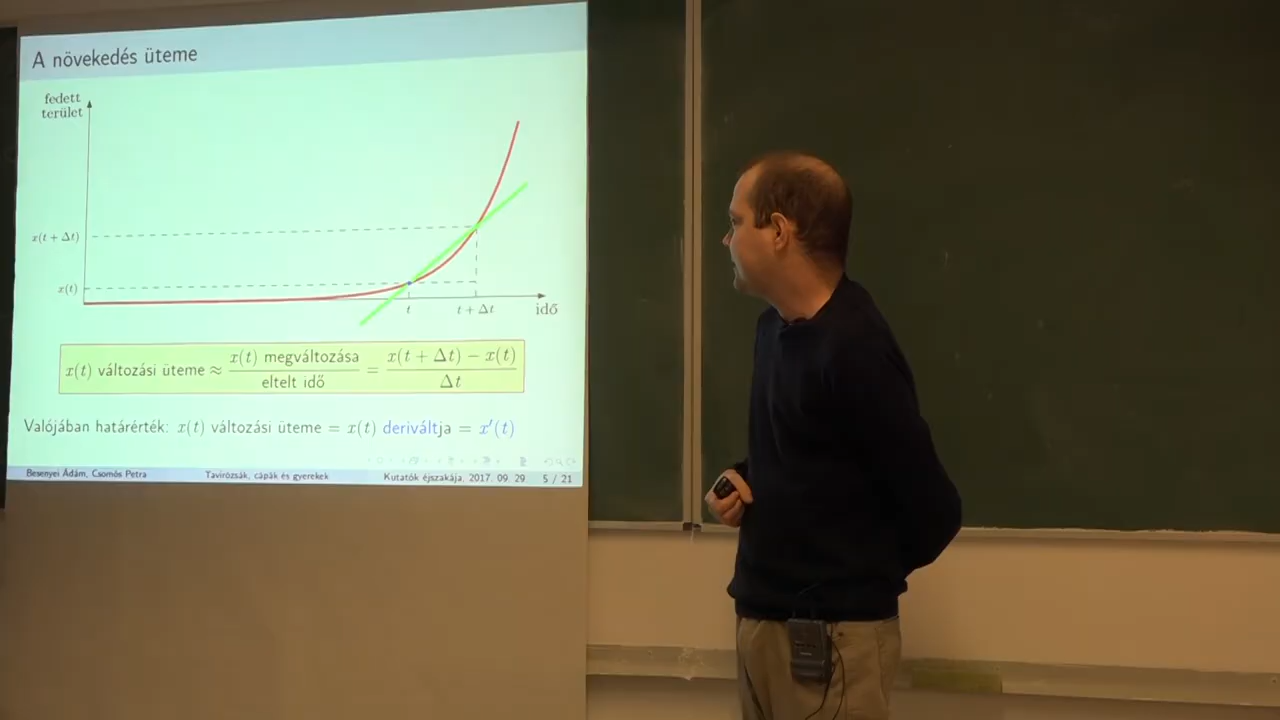 A növekedés üteme
fedett
terület
x(t + Δt)
x(t)
t
t + Δt
idő
x(t) változási üteme ≈ x(t) megváltozása / eltelt idő = x(t + Δt) − x(t) / Δt
Valójában határérték: x(t) változási üteme = x(t) deriváltja = x′(t)
Besenyei Ádám, Csomós Petra Tavirózsák, cápák és gyerekek Kutatók éjszakája, 2017. 09. 29. 5 / 21